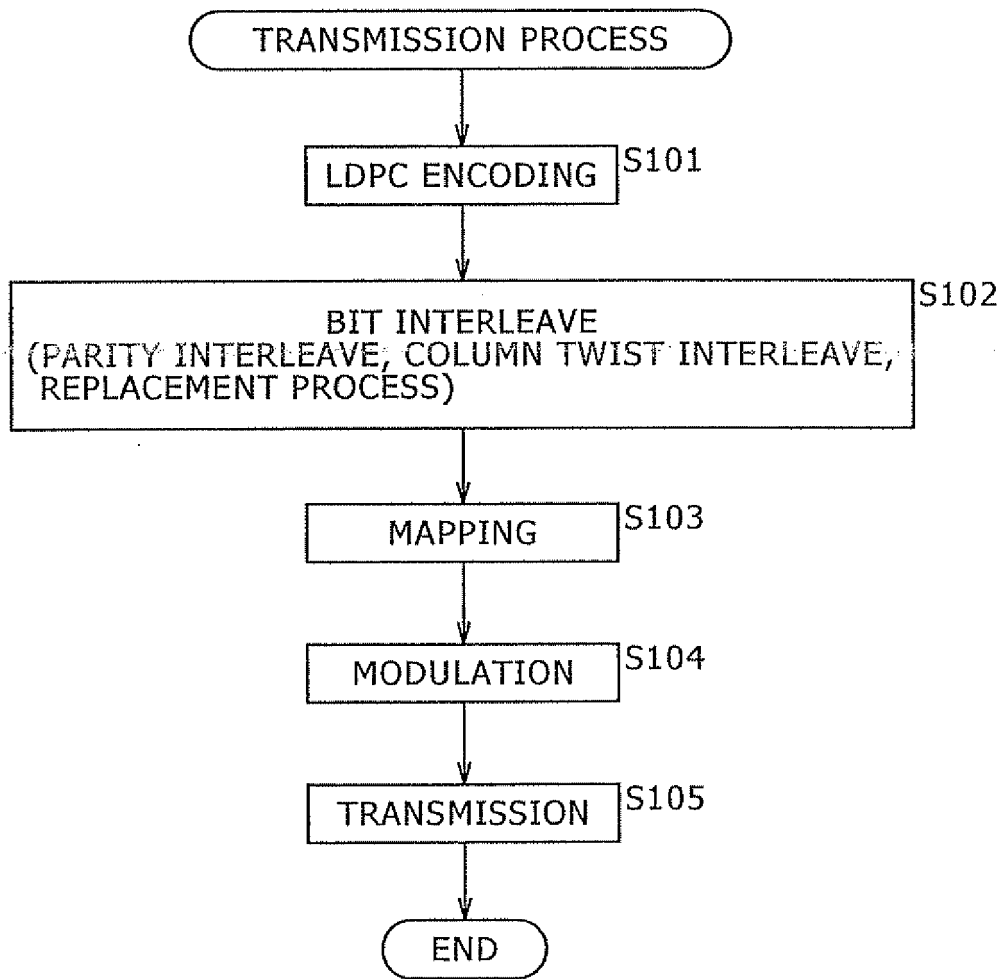 TRANSMISSION PROCESS
LDPC ENCODING
S101
S102
BIT INTERLEAVE
(PARITY INTERLEAVE, COLUMN TWIST INTERLEAVE,
REPLACEMENT PROCESS)
MAPPING
S103
MODULATION
S104
TRANSMISSION
S105
END